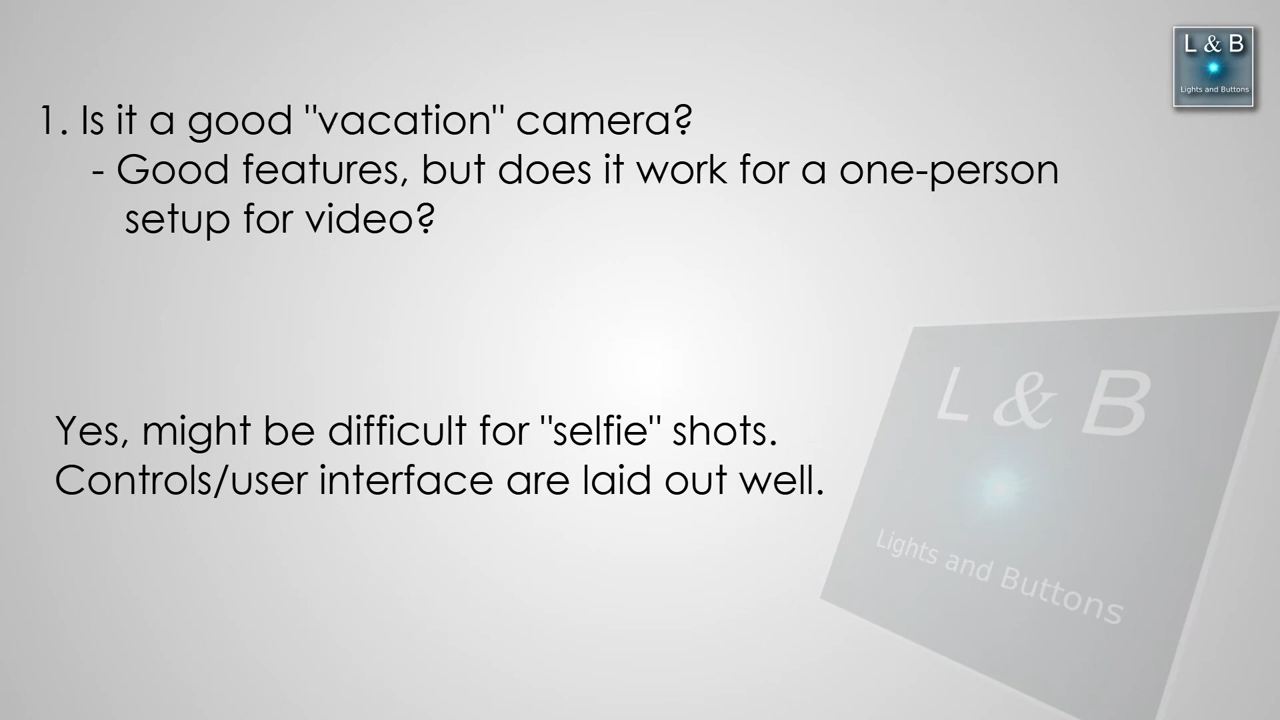 L & B
Lights and Buttons
1. Is it a good "vacation" camera?
- Good features, but does it work for a one-person
setup for video?
Yes, might be difficult for "selfie" shots.
Controls/user interface are laid out well.
L & B
Lights and Buttons